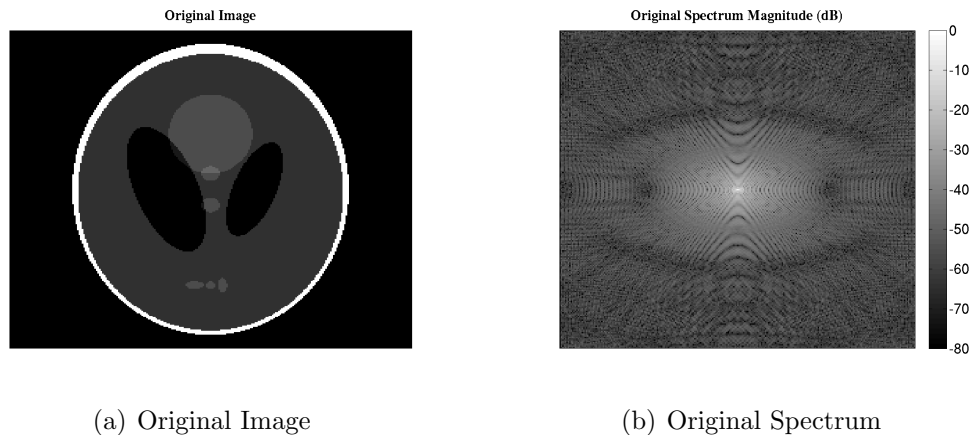 Original Image
Original Spectrum Magnitude (dB)
0
-10
-20
-30
-40
-50
-60
-70
-80
(a) Original Image
(b) Original Spectrum